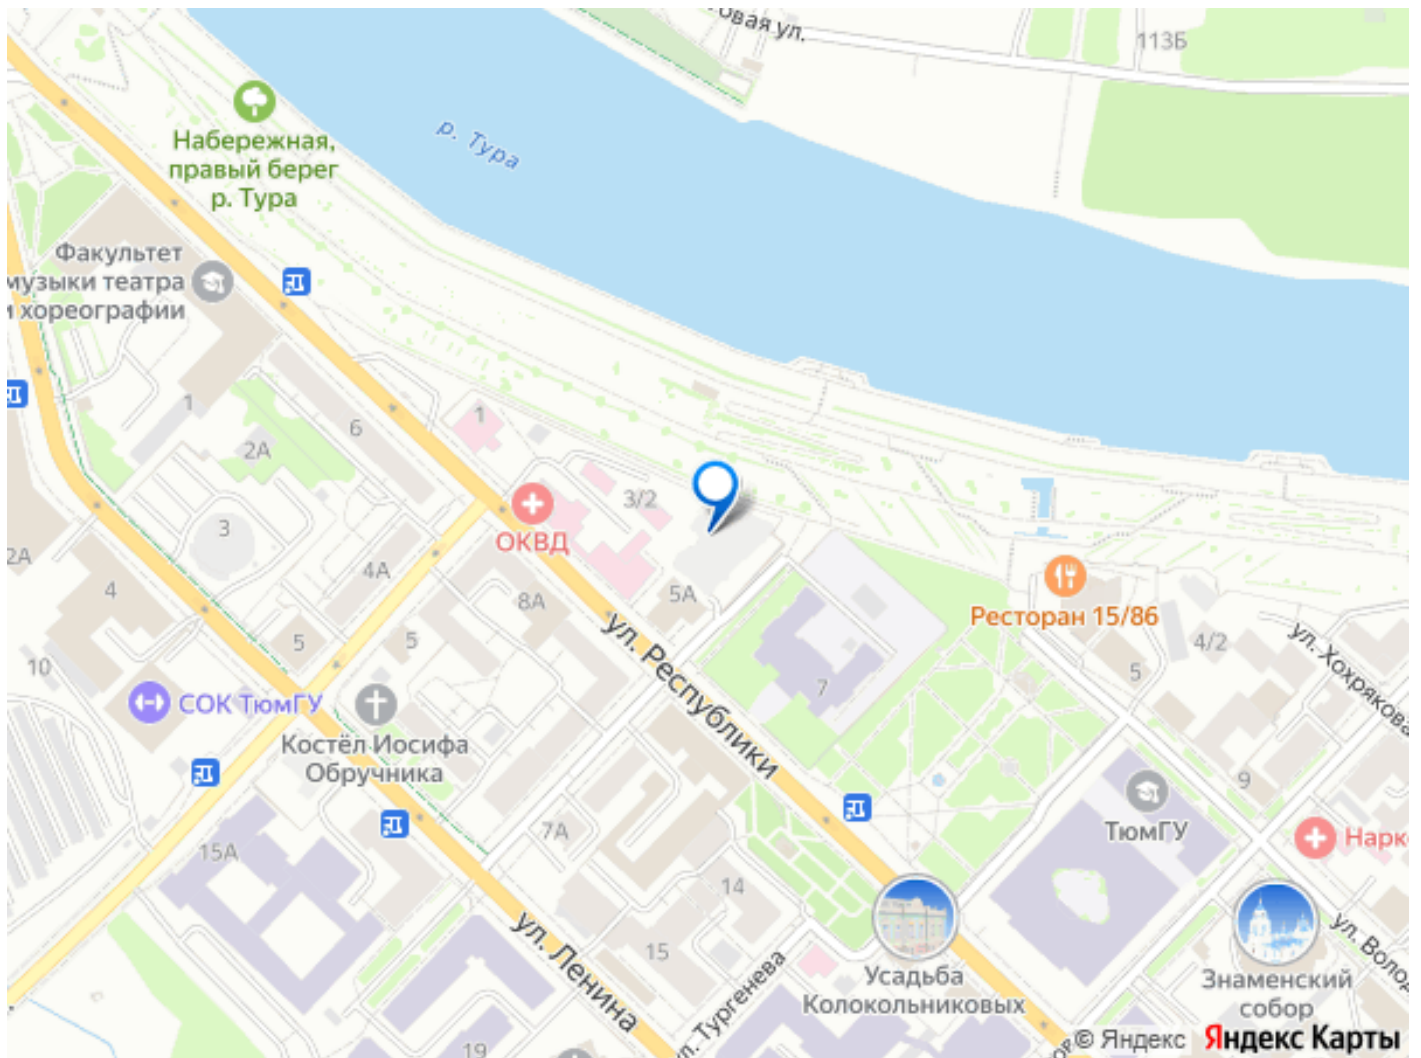 овая ул.
113Б
р. Тура
Набережная,
правый берег
р. Тура
Факультет
музыки театра
и хореографии
1
2А
6
1
3
3/2
ОКВД
2А
4
4А
8А
5А
5
5
10
7
ул. Республики
Ресторан 15/86
4/2
5
ул. Хохрякова
СОК ТюмГУ
Костёл Иосифа
Обручника
9
ТюмГУ
Нарк
7А
15А
14
15
ул. Ленина
19
ул. Тургенева
Усадьба
Колокольниковых
Знаменский
собор
ул. Волод
© Яндекс Яндекс Карты